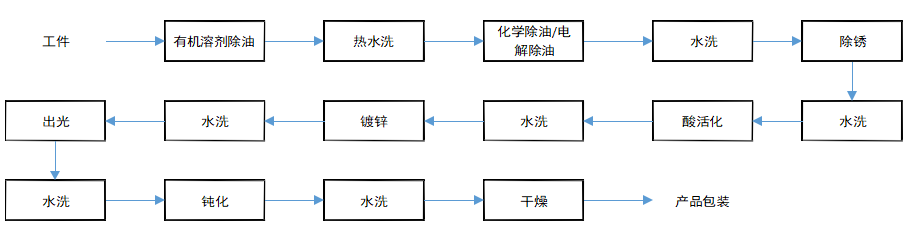 工件
有机溶剂除油
热水洗
化学除油/电
解除油
水洗
除锈
水洗
酸活化
水洗
镀锌
水洗
出光
水洗
钝化
水洗
干燥
产品包装